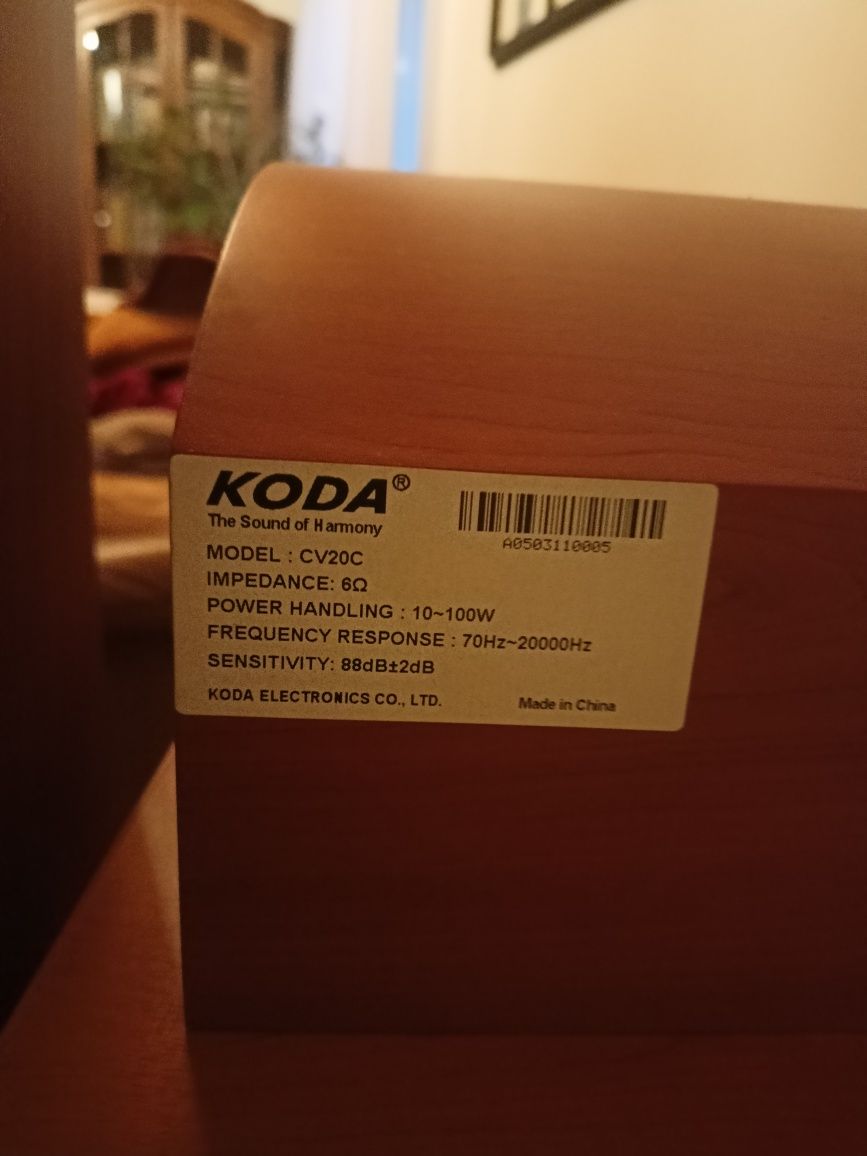 KODA®
The Sound of Harmony
A0503110005
MODEL : CV20C
IMPEDANCE: 6Ω
POWER HANDLING : 10~100W
FREQUENCY RESPONSE : 70Hz~20000Hz
SENSITIVITY: 88dB±2dB
KODA ELECTRONICS CO., LTD.
Made in China